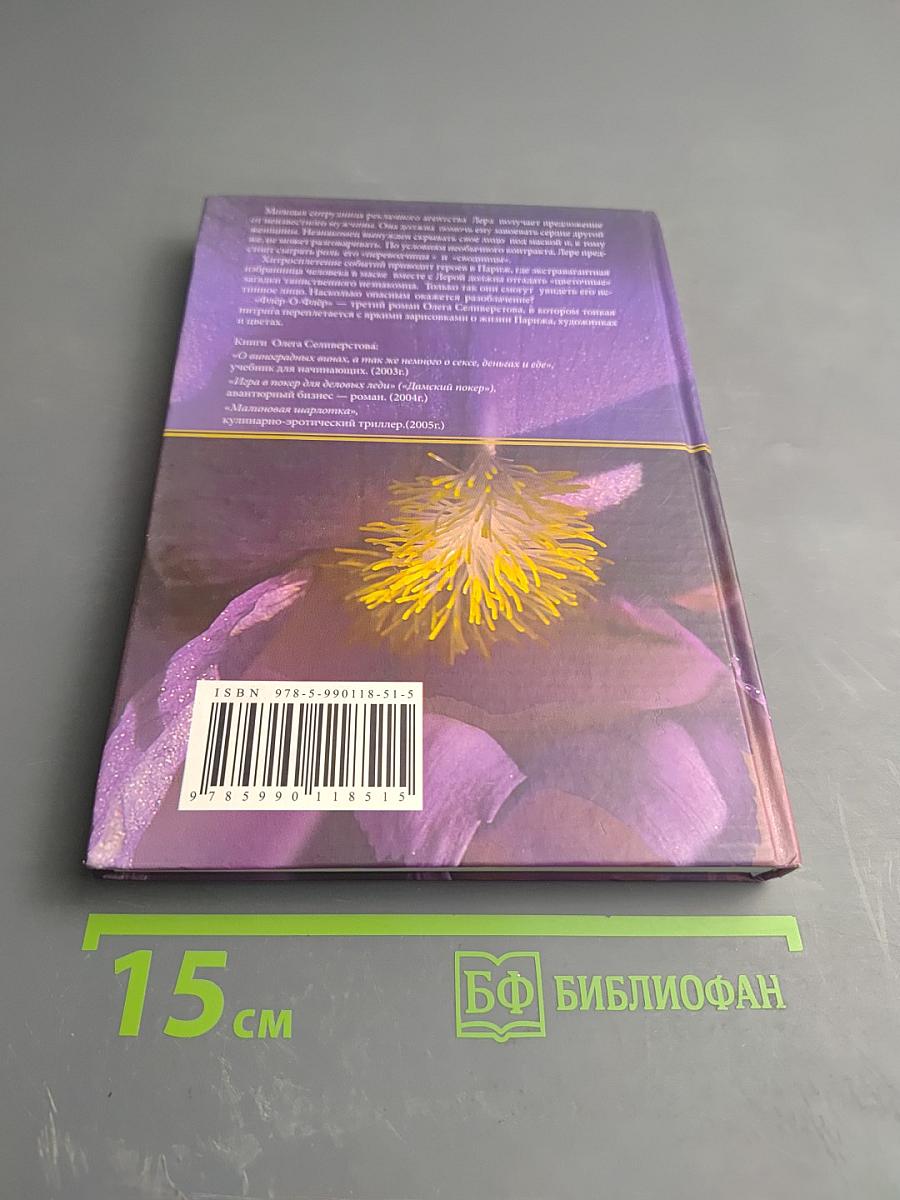 Молодая сотрудница рекламного агентства Лера получает предложение
от неизвестного мужчины. Она должна помочь ему завоевать сердце другой
женщины. Незнакомец вынужден скрывать свое лицо под маской и, к тому
же, не может разговаривать. По условиям необычного контракта, Лере пред-
стоит сыграть роль его «переводчицы» и «сводницы».
Хитросплетение событий приводит героев в Париж, где экстравагантная
избранница человека в маске вместе с Лерой должна отгадать «цветочные»
загадки таинственного незнакомца. Только так они смогут увидеть его ис-
тинное лицо. Насколько опасным окажется разоблачение?
«Флёр-О-Флёр» — третий роман Олега Селиверстова, в котором тонкая
интрига переплетается с яркими зарисовками о жизни Парижа, художниках
и цветах.
Книги Олега Селиверстова:
«О виноградных винах, а так же немного о сексе, деньгах и еде»,
учебник для начинающих. (2003г.)
«Игра в покер для деловых леди» («Дамский покер»),
авантюрный бизнес — роман. (2004г.)
«Малиновая шарлотка»,
кулинарно-эротический триллер.(2005г.)
ISBN 978-5-990118-51-5
9 785990 118515
15 см
БФ БИБЛИОФАН